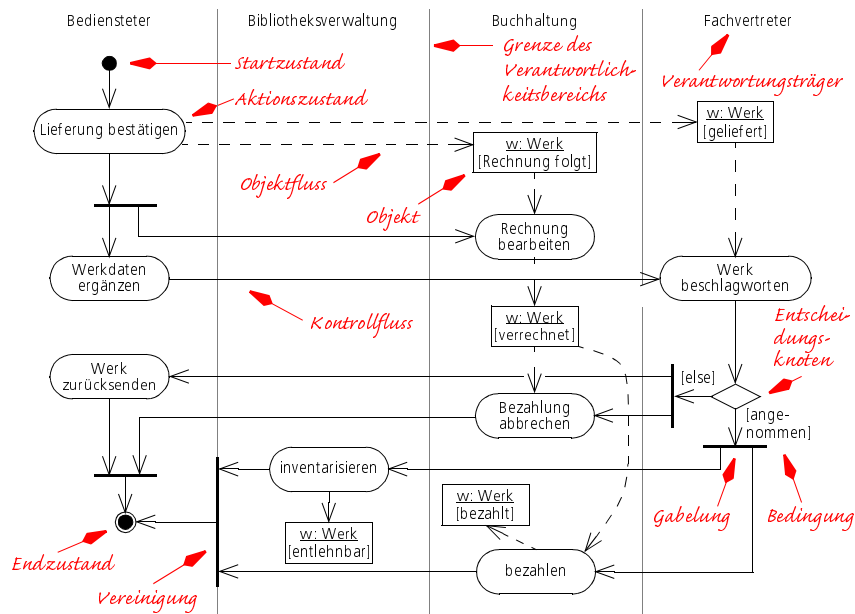 Bediensteter
Bibliotheksverwaltung
Buchhaltung
Fachvertreter
Startzustand
Grenze des
Verantwortlich-
keitsbereichs
Verantwortungsträger
Aktionszustand
Lieferung bestätigen
w: Werk
[geliefert]
w: Werk
[Rechnung folgt]
Objektfluss
Objekt
Rechnung
bearbeiten
Werkdaten
ergänzen
Werk
beschlagworten
Kontrollfluss
w: Werk
[verrechnet]
Entschei-
dungs-
knoten
Werk
zurücksenden
[else]
Bezahlung
abbrechen
[ange-
nommen]
inventarisieren
w: Werk
[bezahlt]
Gabelung
Bedingung
w: Werk
[entlehnbar]
Endzustand
bezahlen
Vereinigung